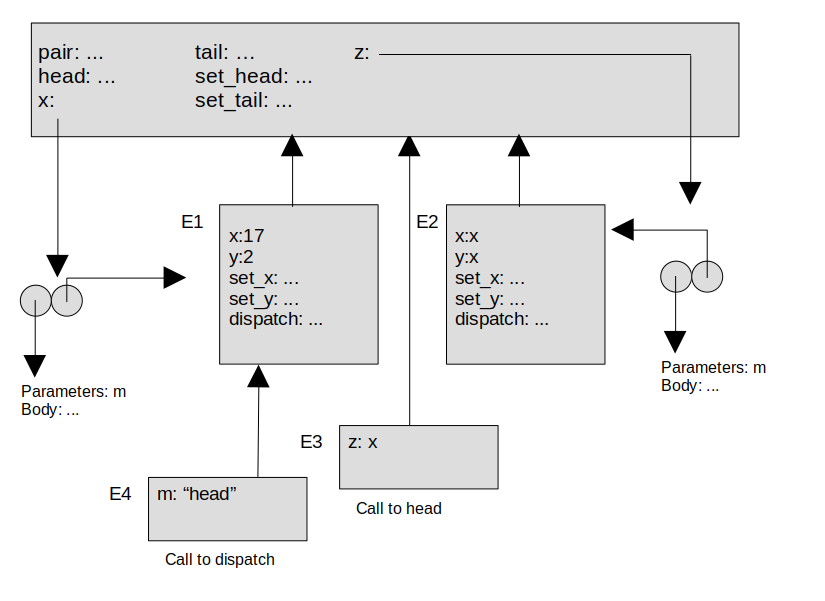 pair: ... tail: ... z:
head: ... set_head: ...
x: set_tail: ...
E1
x:17
y:2
set_x: ...
set_y: ...
dispatch: ...
E2
x:x
y:x
set_x: ...
set_y: ...
dispatch: ...
Parameters: m
Body: ...
Parameters: m
Body: ...
E3
z: x
Call to head
E4
m: “head”
Call to dispatch